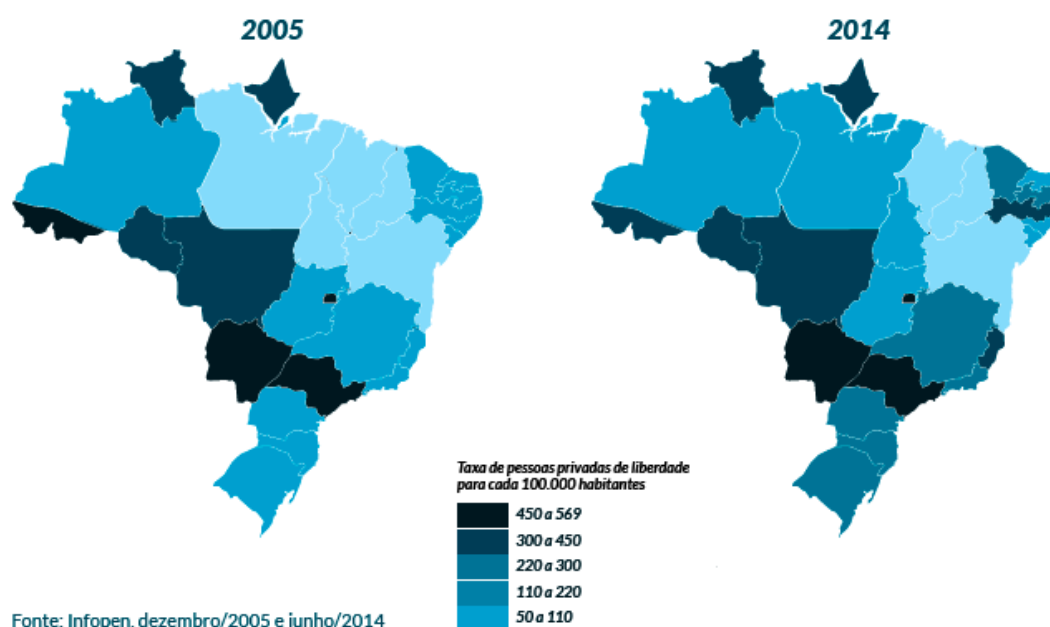 2005
2014
Taxa de pessoas privadas de liberdade
para cada 100.000 habitantes
450 a 569
300 a 450
220 a 300
110 a 220
50 a 110
Fonte: Infopen, dezembro/2005 e junho/2014